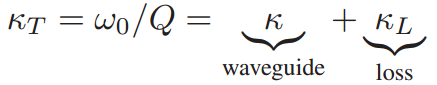 κ_T = ω_0/Q = κ + κ_L
waveguide loss